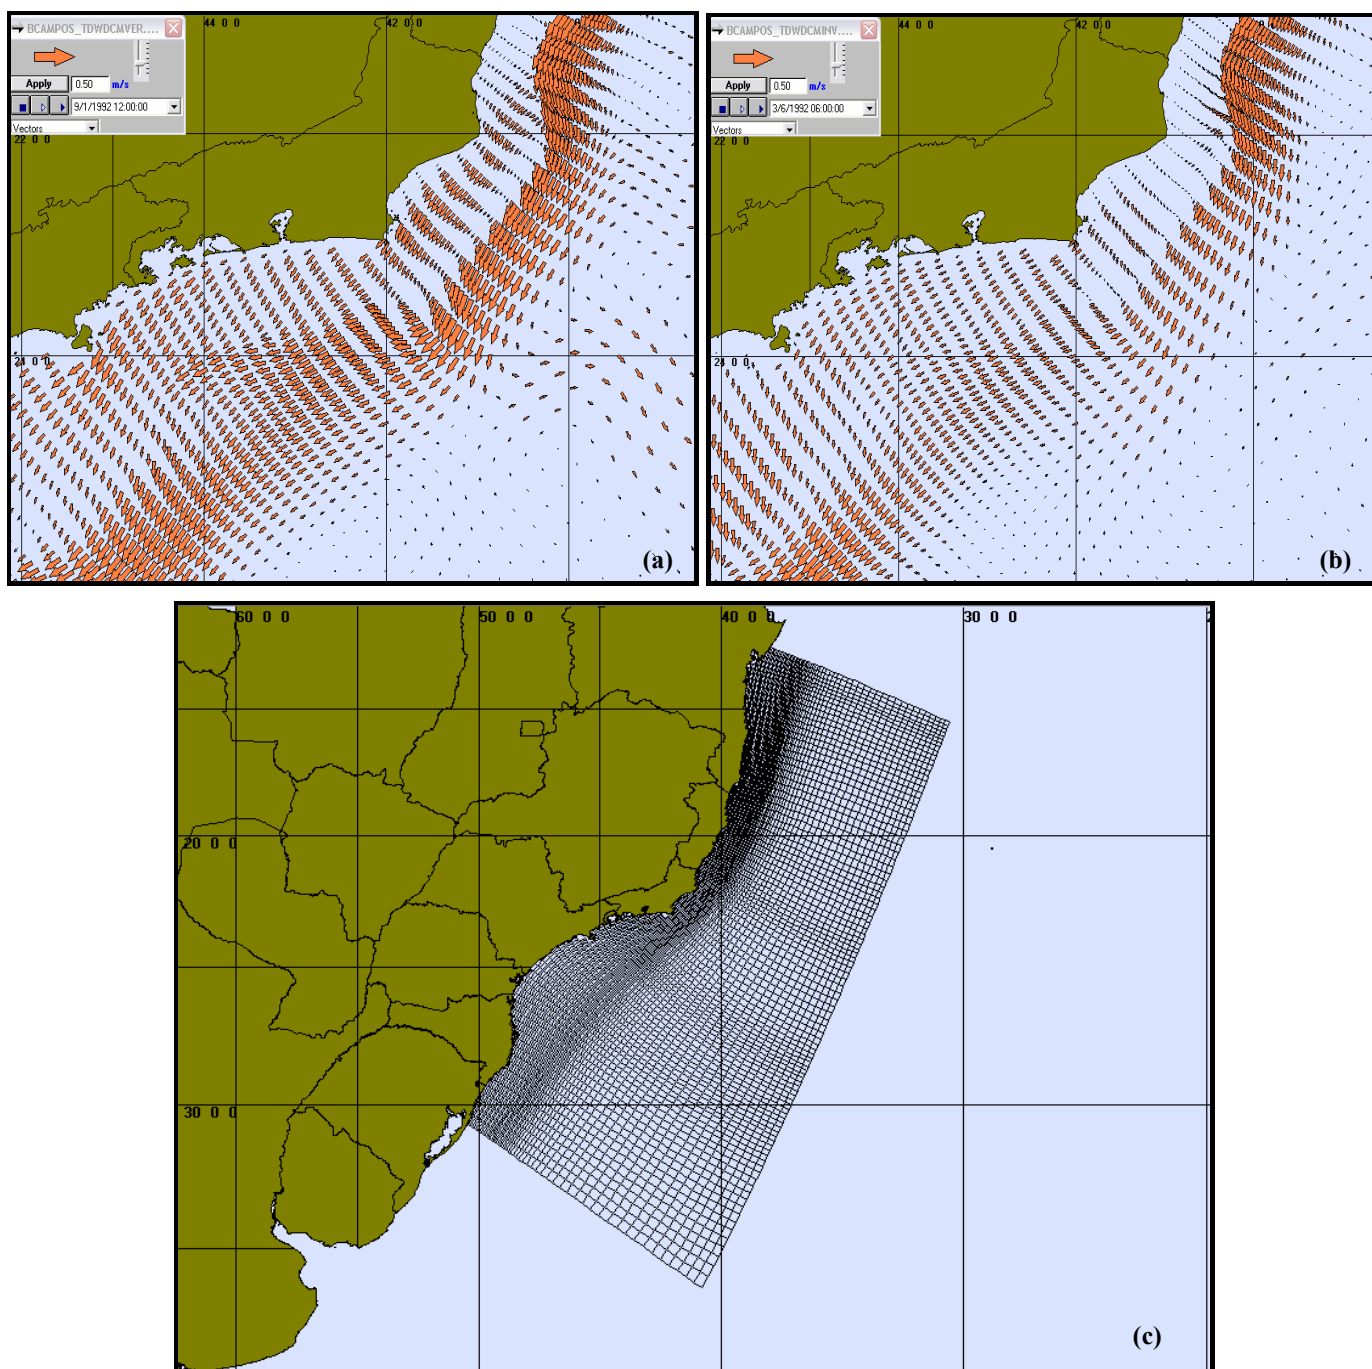 BCAMPOS_TDWDCMVER....
Apply 0.50 m/s
9/1/1992 12:00:00
Vectors
44 0 0
42 0 0
22 0 0
(a)
BCAMPOS_TDWDCMINV....
Apply 0.50 m/s
3/6/1992 06:00:00
Vectors
44 0 0
42 0 0
22 0 0
(b)
60 0 0
50 0 0
40 0 0
30 0 0
20 0 0
30 0 0
(c)